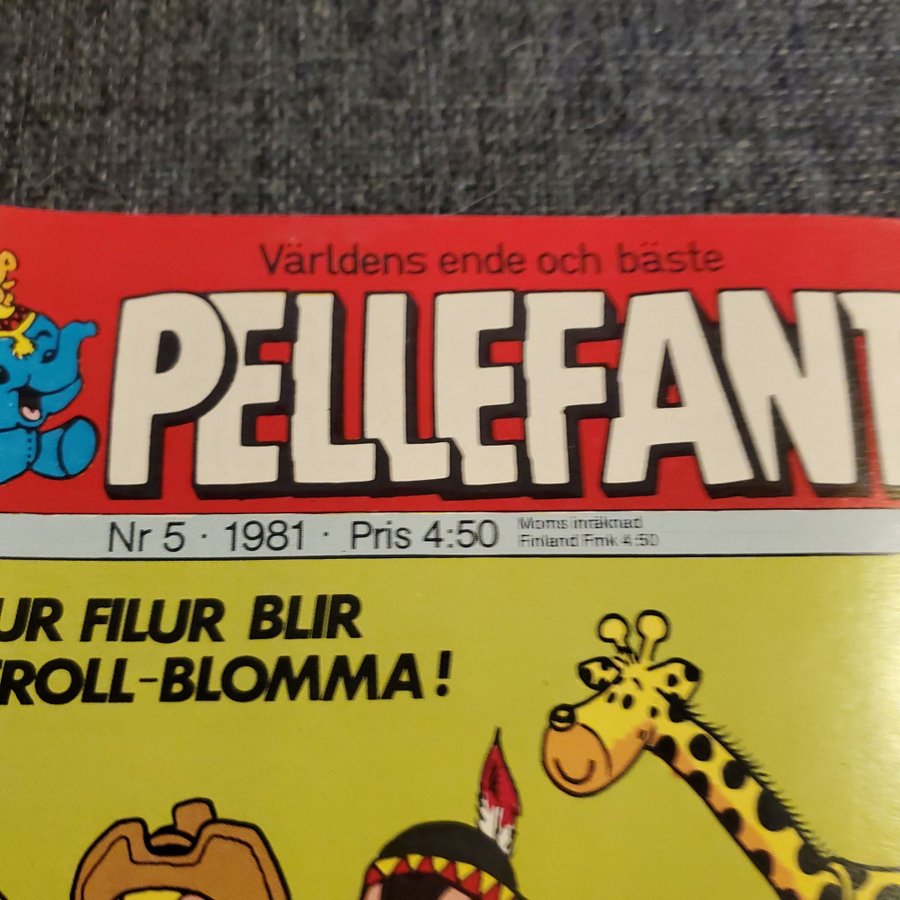 Världens ende och bäste
PELLEFANT
Nr 5 · 1981 · Pris 4:50
Moms inräknad
Finland Fmk 4:50
UR FILUR BLIR
ROLL-BLOMMA!